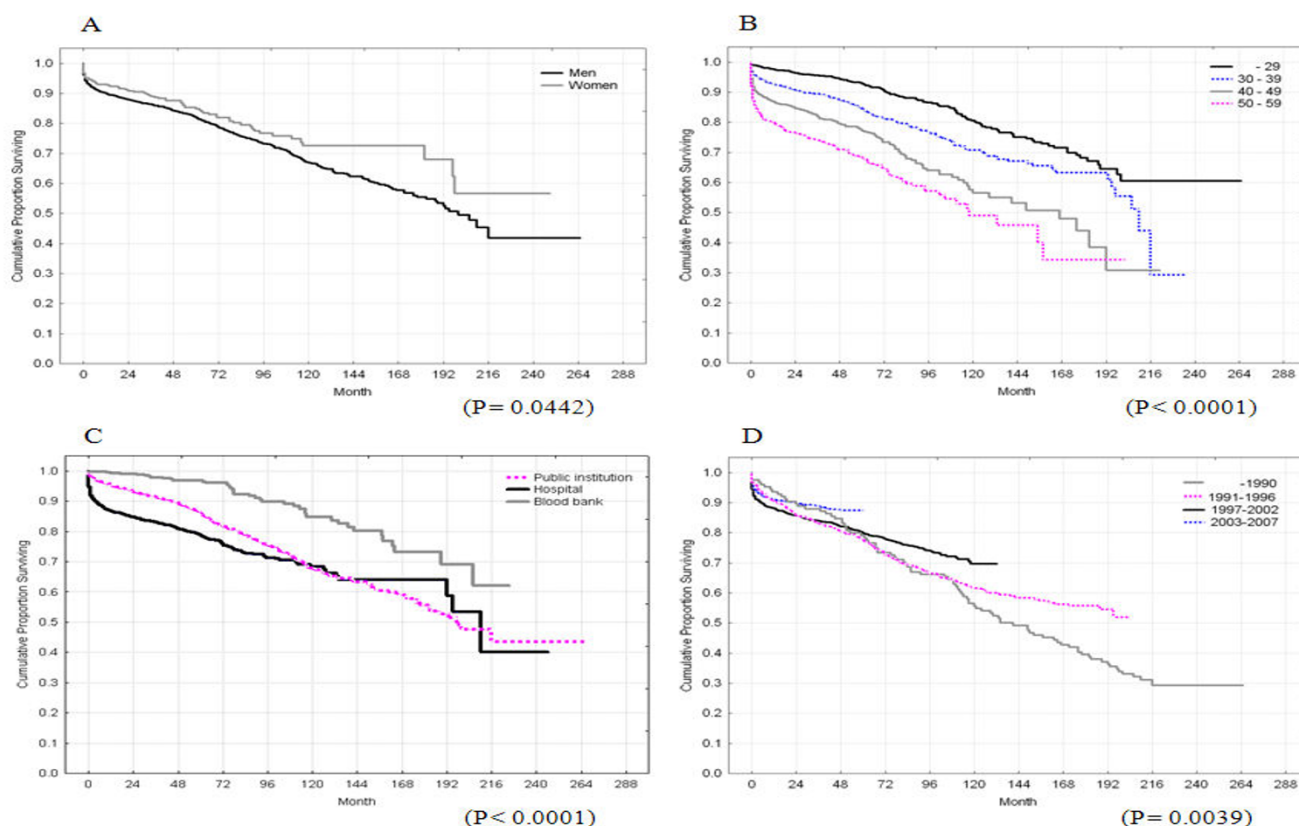 A
Cumulative Proportion Surviving
1.0
0.9
0.8
0.7
0.6
0.5
0.4
0.3
0.2
0.1
0.0
Men
Women
0 24 48 72 96 120 144 168 192 216 240 264 288
Month
(P= 0.0442)
B
Cumulative Proportion Surviving
1.0
0.9
0.8
0.7
0.6
0.5
0.4
0.3
0.2
0.1
0.0
- 29
30 - 39
40 - 49
50 - 59
0 24 48 72 96 120 144 168 192 216 240 264 288
Month
(P< 0.0001)
C
Cumulative Proportion Surviving
1.0
0.9
0.8
0.7
0.6
0.5
0.4
0.3
0.2
0.1
0.0
Public institution
Hospital
Blood bank
0 24 48 72 96 120 144 168 192 216 240 264 288
Month
(P< 0.0001)
D
Cumulative Proportion Surviving
1.0
0.9
0.8
0.7
0.6
0.5
0.4
0.3
0.2
0.1
0.0
-1990
1991-1996
1997-2002
2003-2007
0 24 48 72 96 120 144 168 192 216 240 264 288
Month
(P= 0.0039)